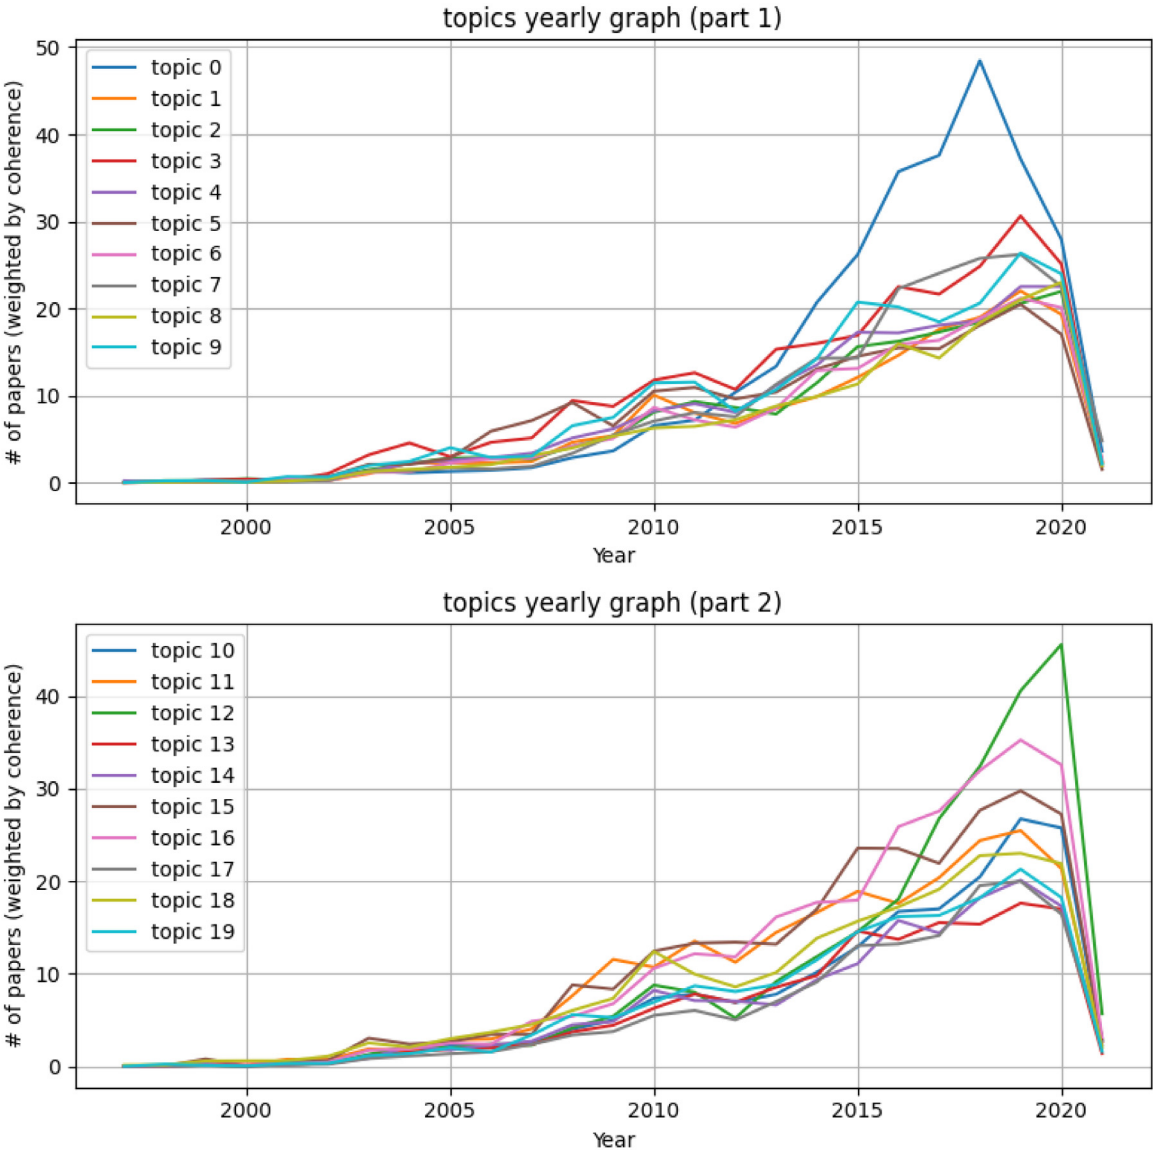 topics yearly graph (part 1)
# of papers (weighted by coherence)
50
40
30
20
10
0
topic 0
topic 1
topic 2
topic 3
topic 4
topic 5
topic 6
topic 7
topic 8
topic 9
2000 2005 2010 2015 2020
Year
topics yearly graph (part 2)
# of papers (weighted by coherence)
40
30
20
10
0
topic 10
topic 11
topic 12
topic 13
topic 14
topic 15
topic 16
topic 17
topic 18
topic 19
2000 2005 2010 2015 2020
Year